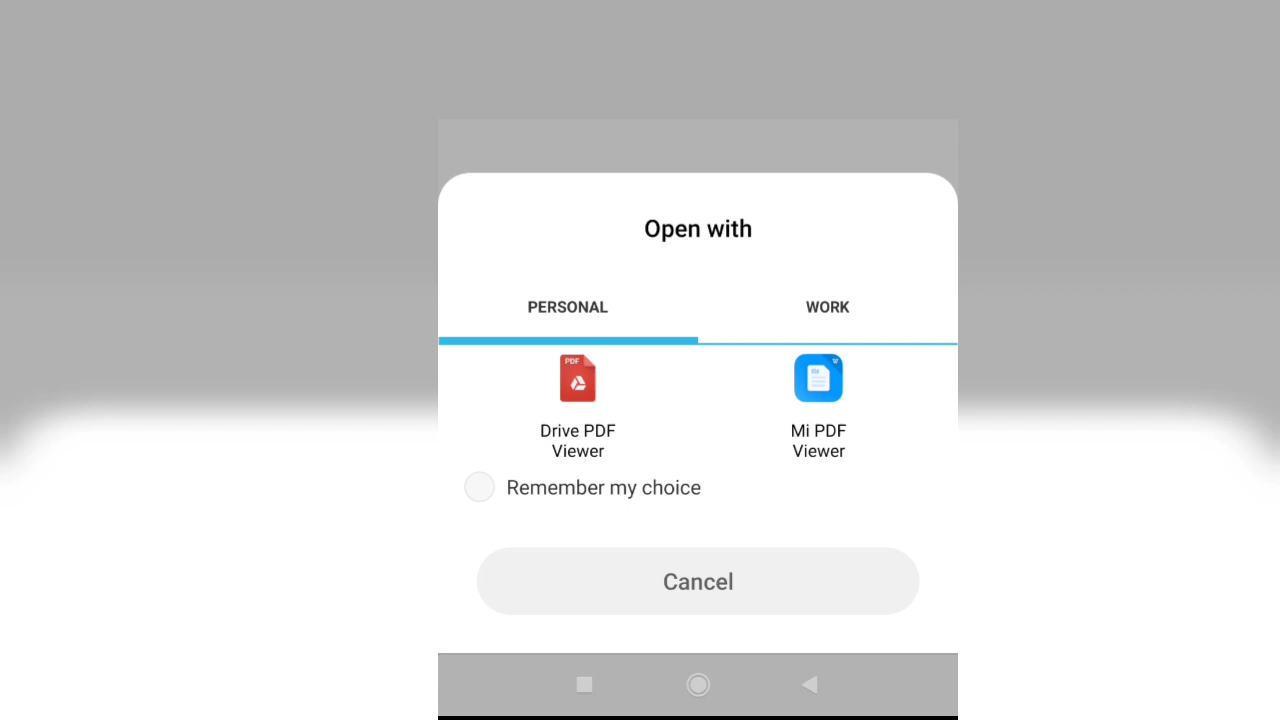 Open with
PERSONAL
WORK
PDF
Drive PDF
Viewer
Mi PDF
Viewer
Remember my choice
Cancel